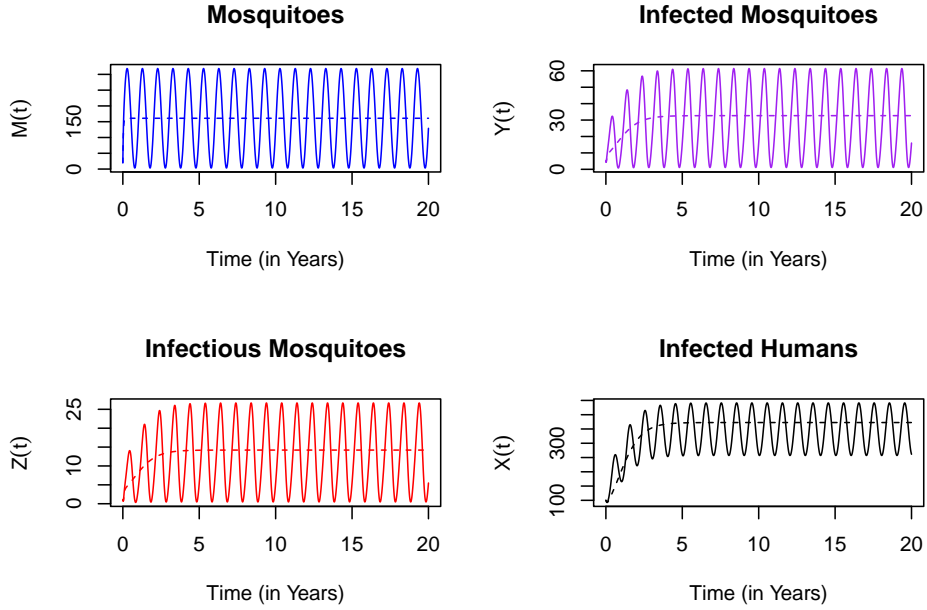 Mosquitoes
M(t)
150
0
0 5 10 15 20
Time (in Years)
Infected Mosquitoes
Y(t)
60
30
0
0 5 10 15 20
Time (in Years)
Infectious Mosquitoes
Z(t)
25
10
0
0 5 10 15 20
Time (in Years)
Infected Humans
X(t)
300
100
0 5 10 15 20
Time (in Years)